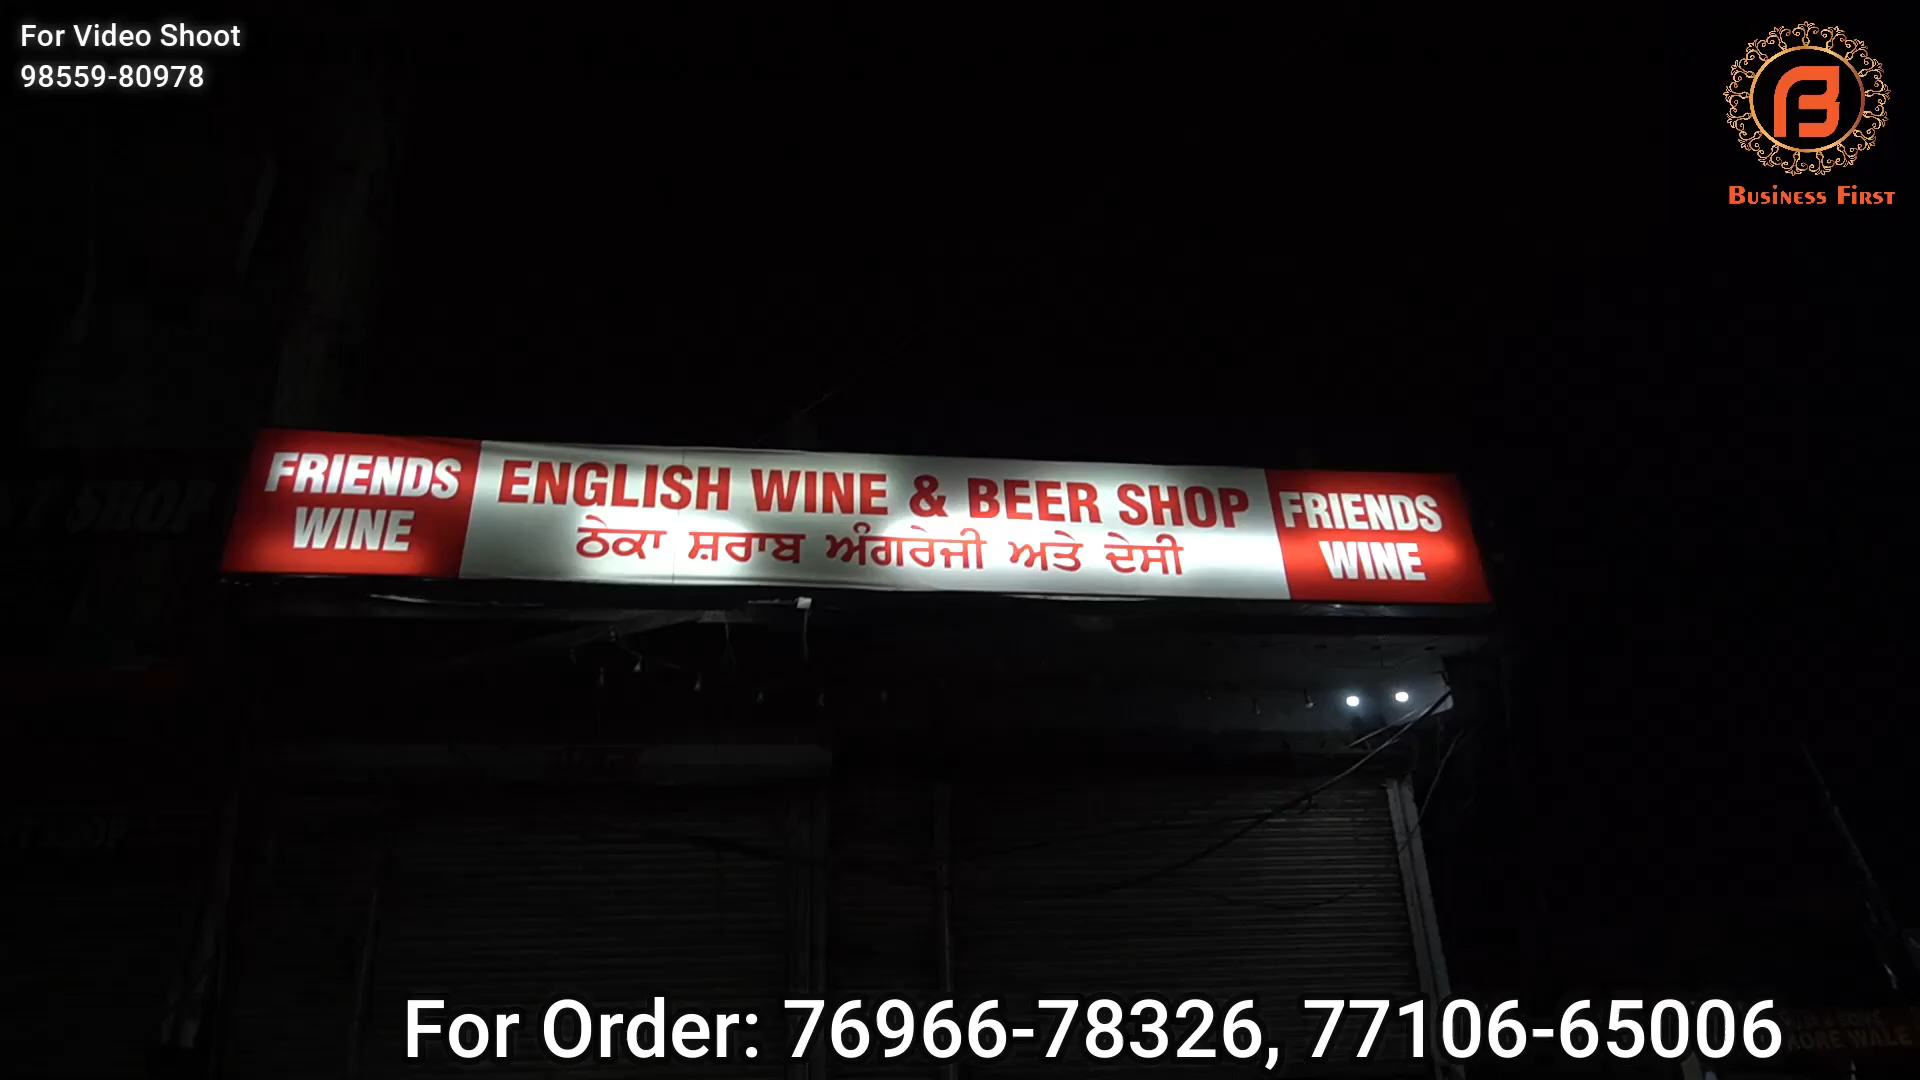 For Video Shoot
98559-80978
BUSINESS FIRST
FRIENDS
WINE
ENGLISH WINE & BEER SHOP
ਠੇਕਾ ਸ਼ਰਾਬ ਅੰਗਰੇਜੀ ਅਤੇ ਦੇਸੀ
FRIENDS
WINE
SHOP
For Order: 76966-78326, 77106-65006